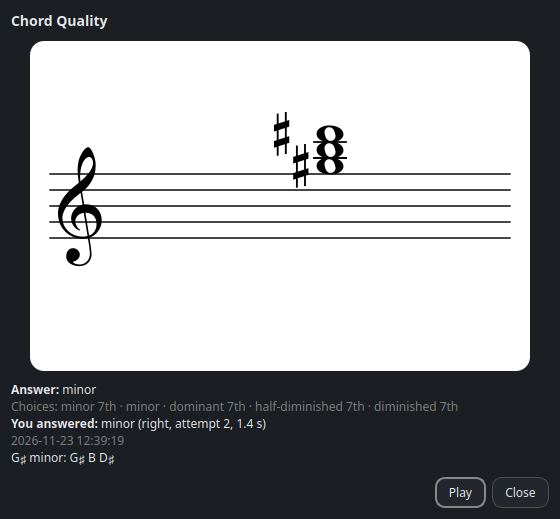 Chord Quality
Answer: minor
Choices: minor 7th · minor · dominant 7th · half-diminished 7th · diminished 7th
You answered: minor (right, attempt 2, 1.4 s)
2026-11-23 12:39:19
G♯ minor: G♯ B D♯
Play Close